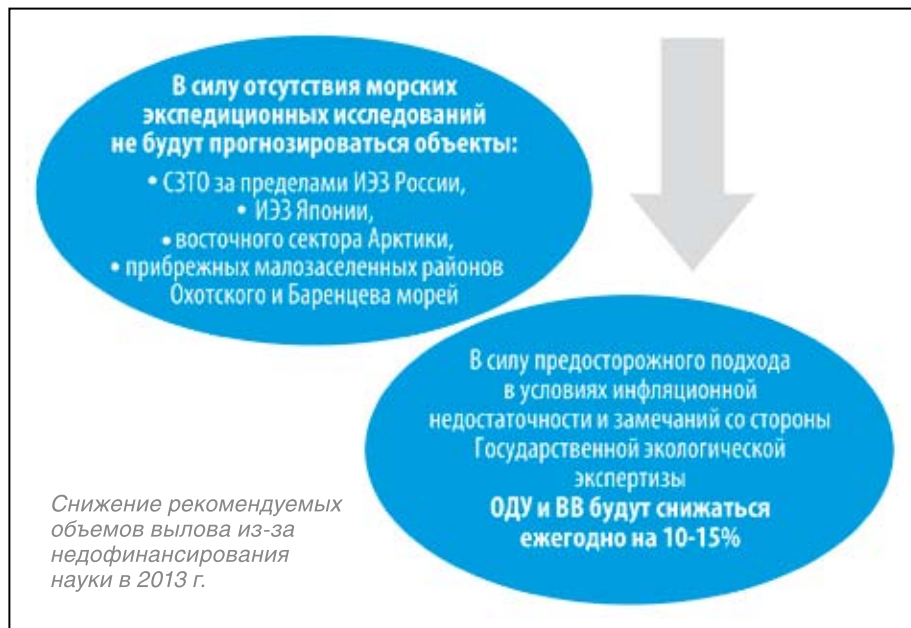 В силу отсутствия морских
экспедиционных исследований
не будут прогнозироваться объекты:
• СЗТО за пределами ИЭЗ России,
• ИЭЗ Японии,
• восточного сектора Арктики,
• прибрежных малозаселенных районов
Охотского и Баренцева морей
В силу предосторожного подхода
в условиях инфляционной
недостаточности и замечаний со стороны
Государственной экологической
экспертизы
ОДУ и ВВ будут снижаться
ежегодно на 10-15%
Снижение рекомендуемых
объемов вылова из-за
недофинансирования
науки в 2013 г.